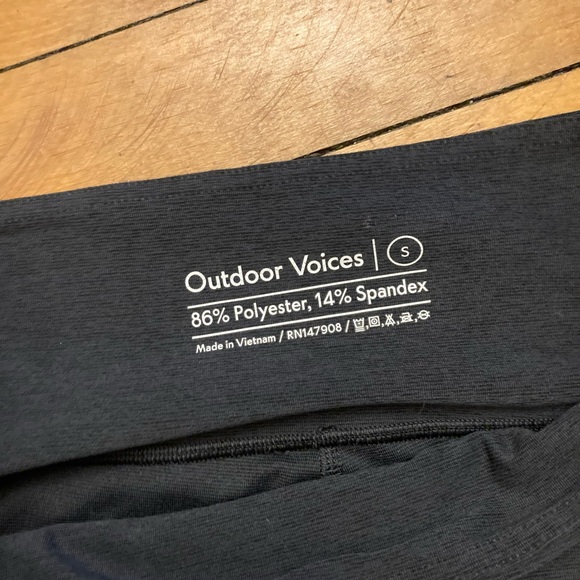 Outdoor Voices | S
86% Polyester, 14% Spandex
Made in Vietnam / RN147908 /